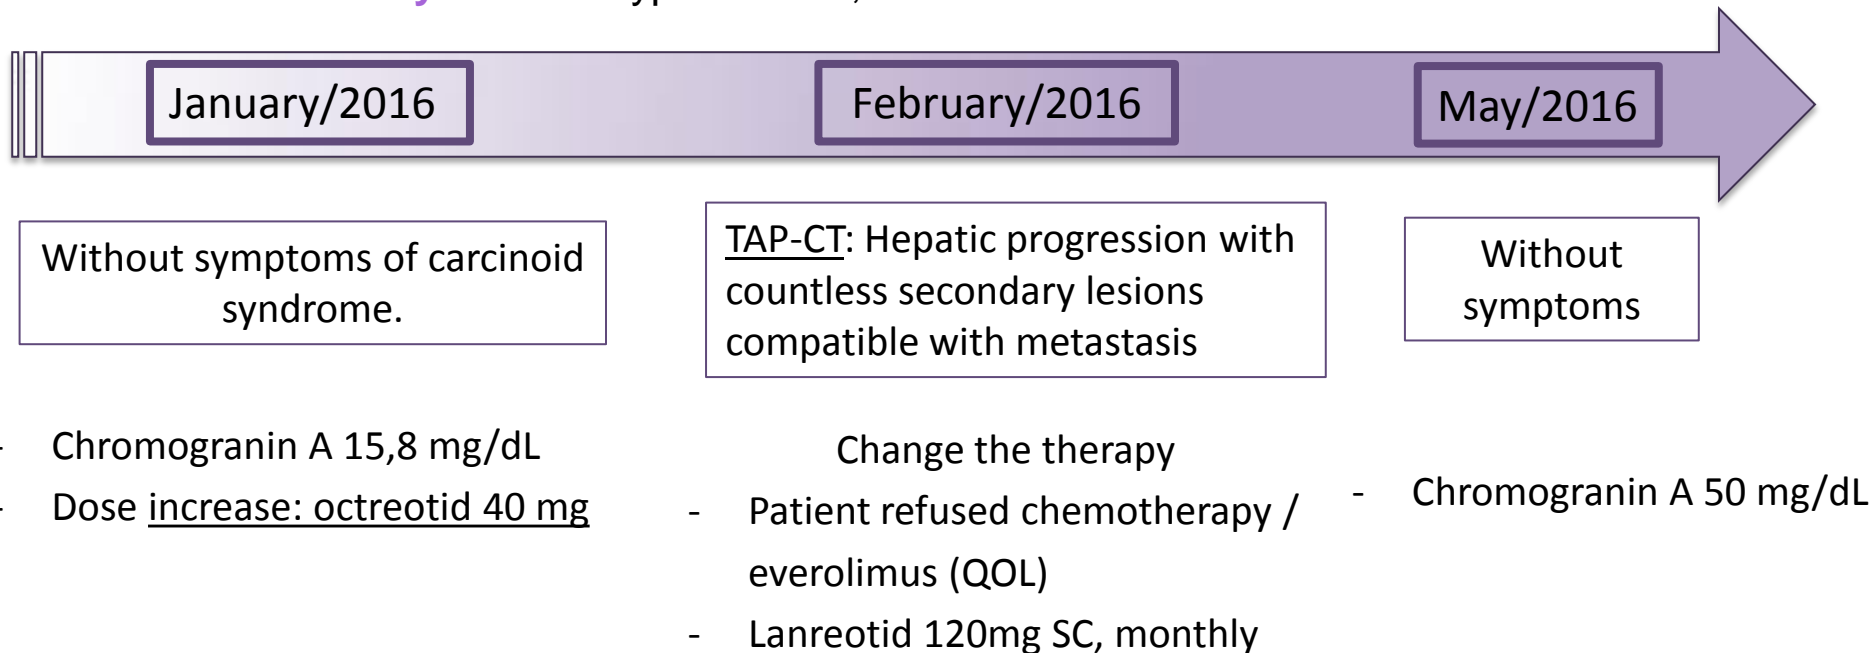 January/2016
February/2016
May/2016
Without symptoms of carcinoid
syndrome.
- Chromogranin A 15,8 mg/dL
- Dose increase: octreotid 40 mg
TAP-CT: Hepatic progression with
countless secondary lesions
compatible with metastasis
Change the therapy
- Patient refused chemotherapy /
everolimus (QOL)
- Lanreotid 120mg SC, monthly
Without
symptoms
- Chromogranin A 50 mg/dL